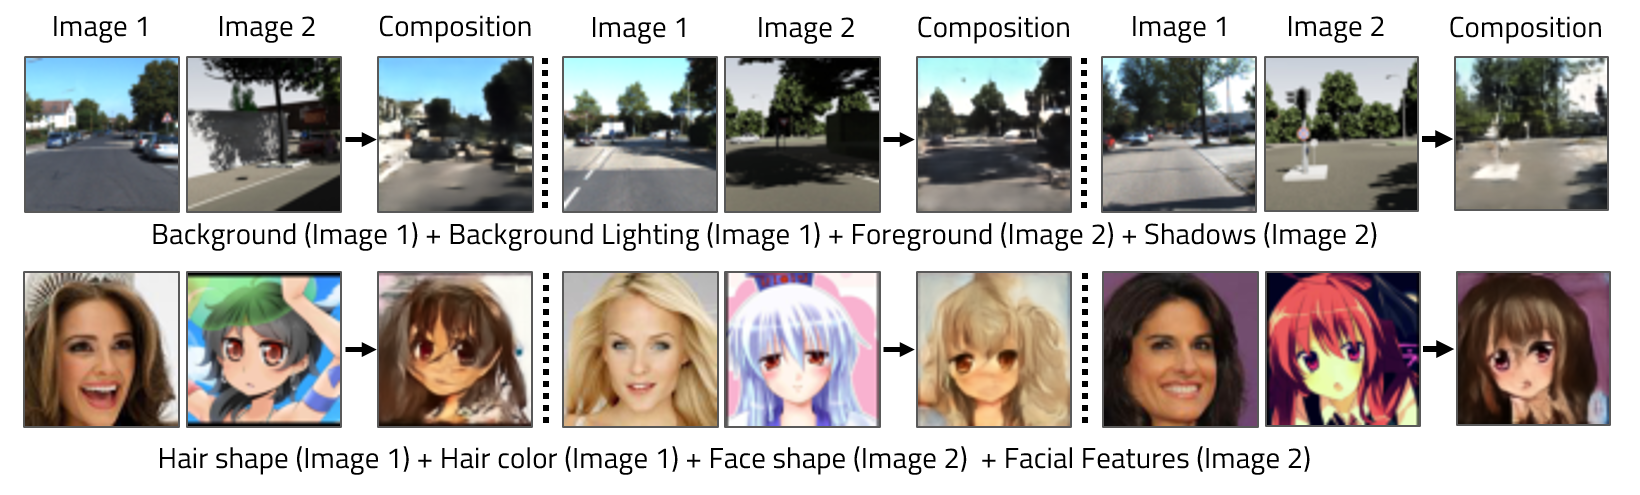 Image 1 Image 2 Composition Image 1 Image 2 Composition Image 1 Image 2 Composition
Background (Image 1) + Background Lighting (Image 1) + Foreground (Image 2) + Shadows (Image 2)
Hair shape (Image 1) + Hair color (Image 1) + Face shape (Image 2) + Facial Features (Image 2)